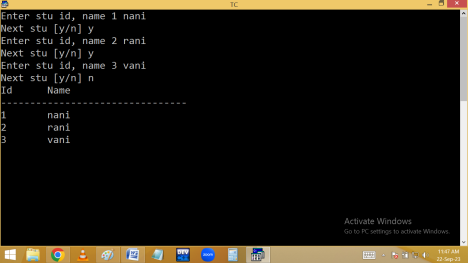 TC
Enter stu id, name 1 nani
Next stu [y/n] y
Enter stu id, name 2 rani
Next stu [y/n] y
Enter stu id, name 3 vani
Next stu [y/n] n
Id Name
--------------------------------
1 nani
2 rani
3 vani
Activate Windows
Go to PC settings to activate Windows.
11:47 AM
22-Sep-23